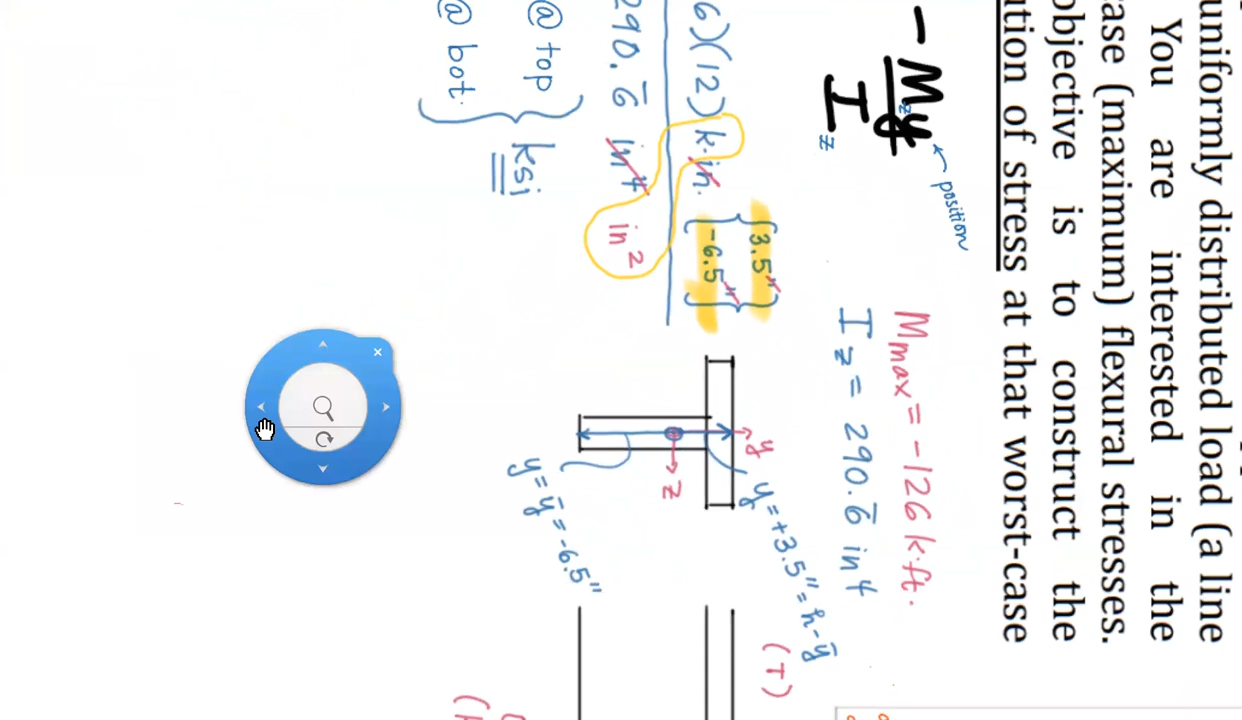 uniformly distributed load (a line
You are interested in the
case (maximum) flexural stresses.
objective is to construct the
ution of stress at that worst-case
- M_z y
I_z
← position
6)(12) k·in. { 3.5"
-6.5" }
290.6̅ in⁴ in²
@ top
@ bot. } ksi
M_max = -126 k·ft.
I_z = 290.6̅ in⁴
y
z
y = +3.5" = h - y̅
y = y̅ = -6.5"
(T)